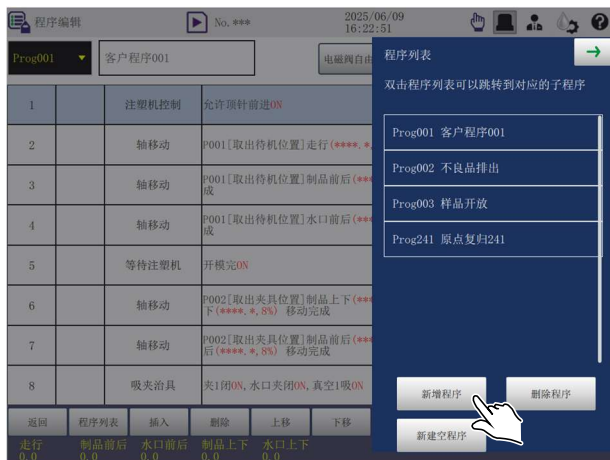 程序编辑
No. ***
2025/06/09
16:22:51
Prog001
客户程序001
电磁阀自由
程序列表
双击程序列表可以跳转到对应的子程序
Prog001 客户程序001
Prog002 不良品排出
Prog003 样品开放
Prog241 原点复归241
新增程序
删除程序
新建空程序
1 注塑机控制 允许顶针前进ON
2 轴移动 P001[取出待机位置]走行(****.*,
3 轴移动 P001[取出待机位置]制品前后(***
成
4 轴移动 P001[取出待机位置]水口前后(***
成
5 等待注塑机 开模完ON
6 轴移动 P002[取出夹具位置]制品上下(***
下(****.*,8%) 移动完成
7 轴移动 P002[取出夹具位置]制品前后(***
后(****.*,8%) 移动完成
8 吸夹治具 夹1闭ON,水口夹闭ON,真空1吸ON
返回 程序列表 插入 删除 上移 下移
走行 制品前后 水口前后 制品上下 水口上下
0.0 0.0 0.0 0.0 0.0